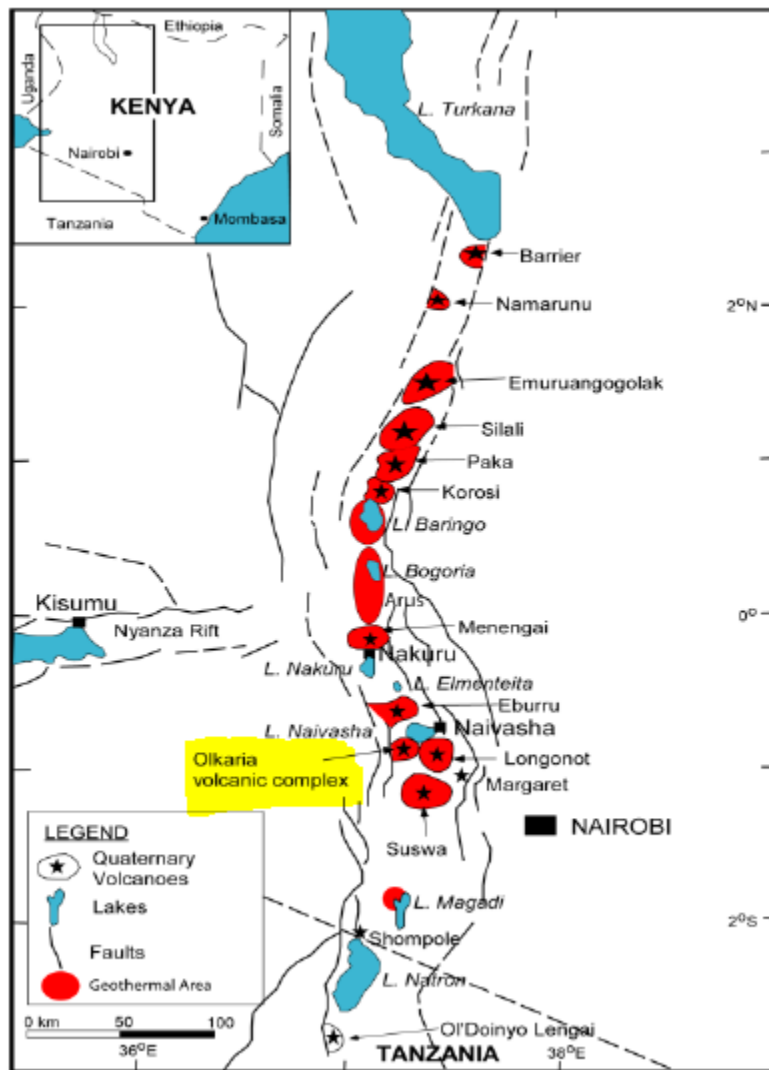 Ethiopia
Uganda
KENYA
Somalia
Nairobi
Tanzania
Mombasa
L. Turkana
Barrier
Namarunu
2°N
Emuruangogolak
Silali
Paka
Korosi
L. Baringo
L. Bogoria
Arus
Kisumu
Nyanza Rift
Menengai
0°
Nakuru
L. Nakuru
L. Elmenteita
Eburru
L. Naivasha
Naivasha
Olkaria
volcanic complex
Longonot
Margaret
NAIROBI
Suswa
LEGEND
Quaternary
Volcanoes
Lakes
Faults
Geothermal Area
0 km 50 100
L. Magadi
2°S
Shompole
L. Natron
Ol'Doinyo Lengai
36°E
TANZANIA
38°E